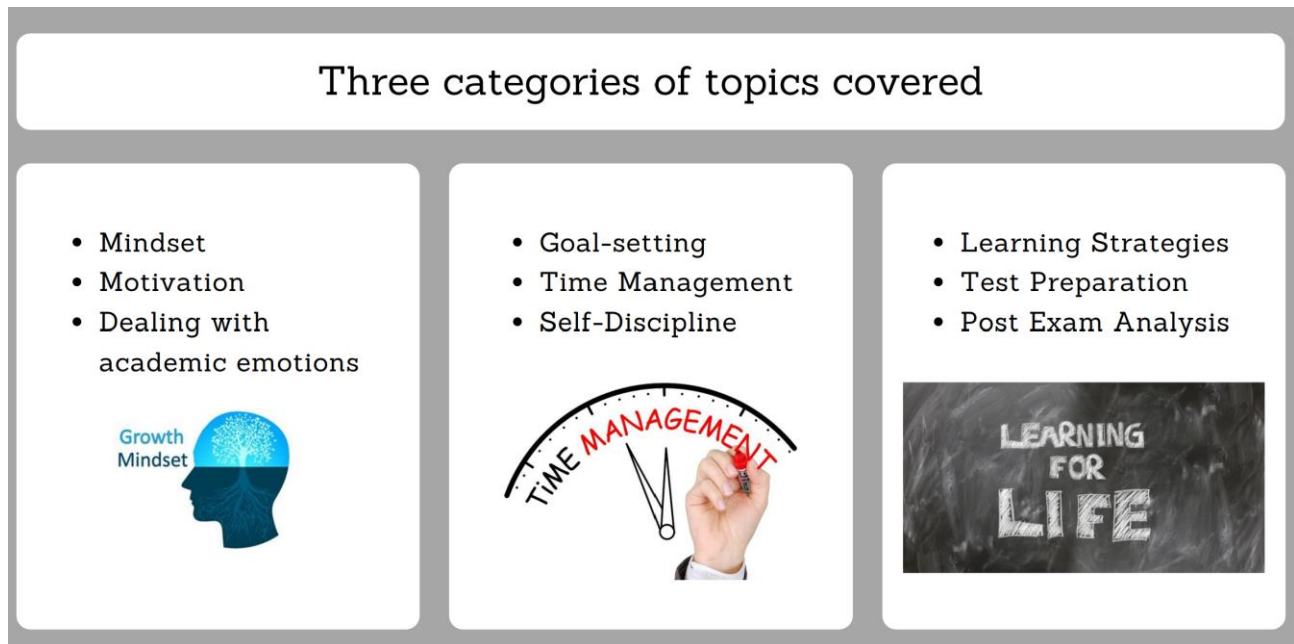 Three categories of topics covered
• Mindset
• Motivation
• Dealing with
academic emotions
Growth
Mindset
• Goal-setting
• Time Management
• Self-Discipline
TiME MANAGEMENT
• Learning Strategies
• Test Preparation
• Post Exam Analysis
LEARNING
FOR
LIFE